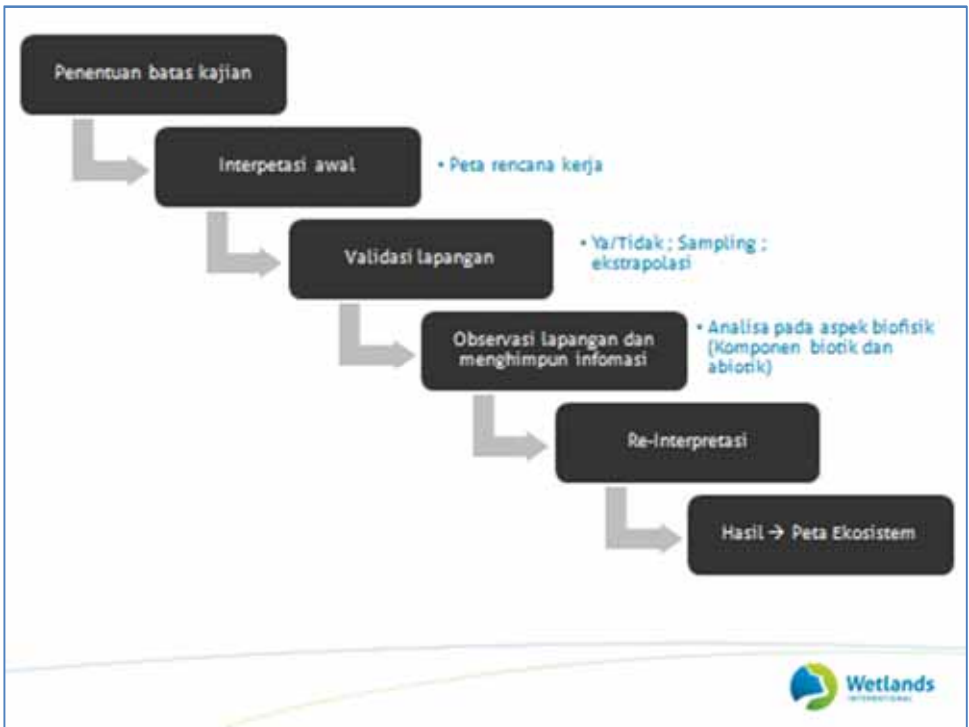 Penentuan batas kajian
Interpetasi awal
• Peta rencana kerja
Validasi lapangan
• Ya/Tidak ; Sampling ;
ekstrapolasi
Observasi lapangan dan
menghimpun infomasi
• Analisa pada aspek biofisik
(Komponen biotik dan
abiotik)
Re-Interpretasi
Hasil → Peta Ekosistem
Wetlands
INTERNATIONAL